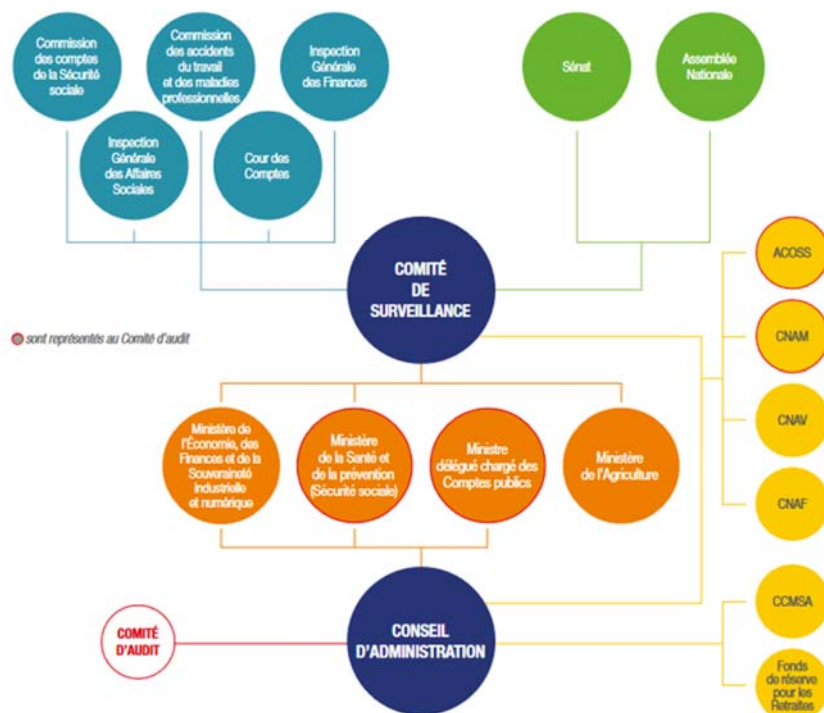 Commission
des comptes
de la Sécurité
sociale
Commission
des accidents
du travail
et des maladies
professionnelles
Inspection
Générale
des Finances
Sénat
Assemblée
Nationale
Inspection
Générale
des Affaires
Sociales
Cour des
Comptes
COMITÉ
DE
SURVEILLANCE
ACOSS
sont représentés au Comité d'audit
CNAM
Ministère de
l'Économie, des
Finances et de la
Souveraineté
industrielle
et numérique
Ministère
de la Santé et
de la prévention
(Sécurité sociale)
Ministre
délégué chargé des
Comptes publics
Ministère
de l'Agriculture
CNAV
CNAF
COMITÉ
D'AUDIT
CONSEIL
D'ADMINISTRATION
CCMSA
Fonds
de réserve
pour les
Retraites